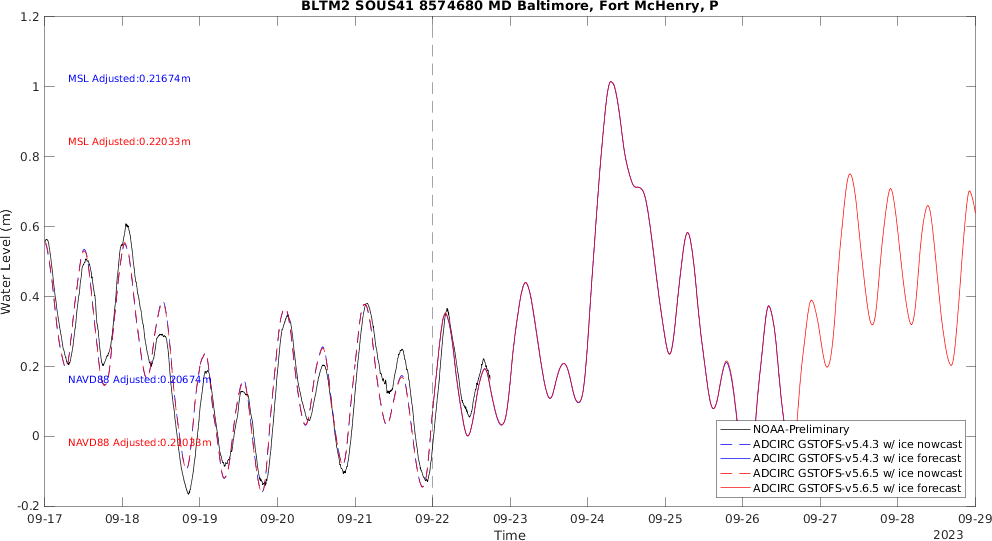 BLTM2 SOUS41 8574680 MD Baltimore, Fort McHenry, P
1.2
1
0.8
0.6
0.4
0.2
0
-0.2
Water Level (m)
MSL Adjusted:0.21674m
MSL Adjusted:0.22033m
NAVD88 Adjusted:0.20674m
NAVD88 Adjusted:0.21033m
NOAA-Preliminary
ADCIRC GSTOFS-v5.4.3 w/ ice nowcast
ADCIRC GSTOFS-v5.4.3 w/ ice forecast
ADCIRC GSTOFS-v5.6.5 w/ ice nowcast
ADCIRC GSTOFS-v5.6.5 w/ ice forecast
09-17 09-18 09-19 09-20 09-21 09-22 09-23 09-24 09-25 09-26 09-27 09-28 09-29
Time
2023